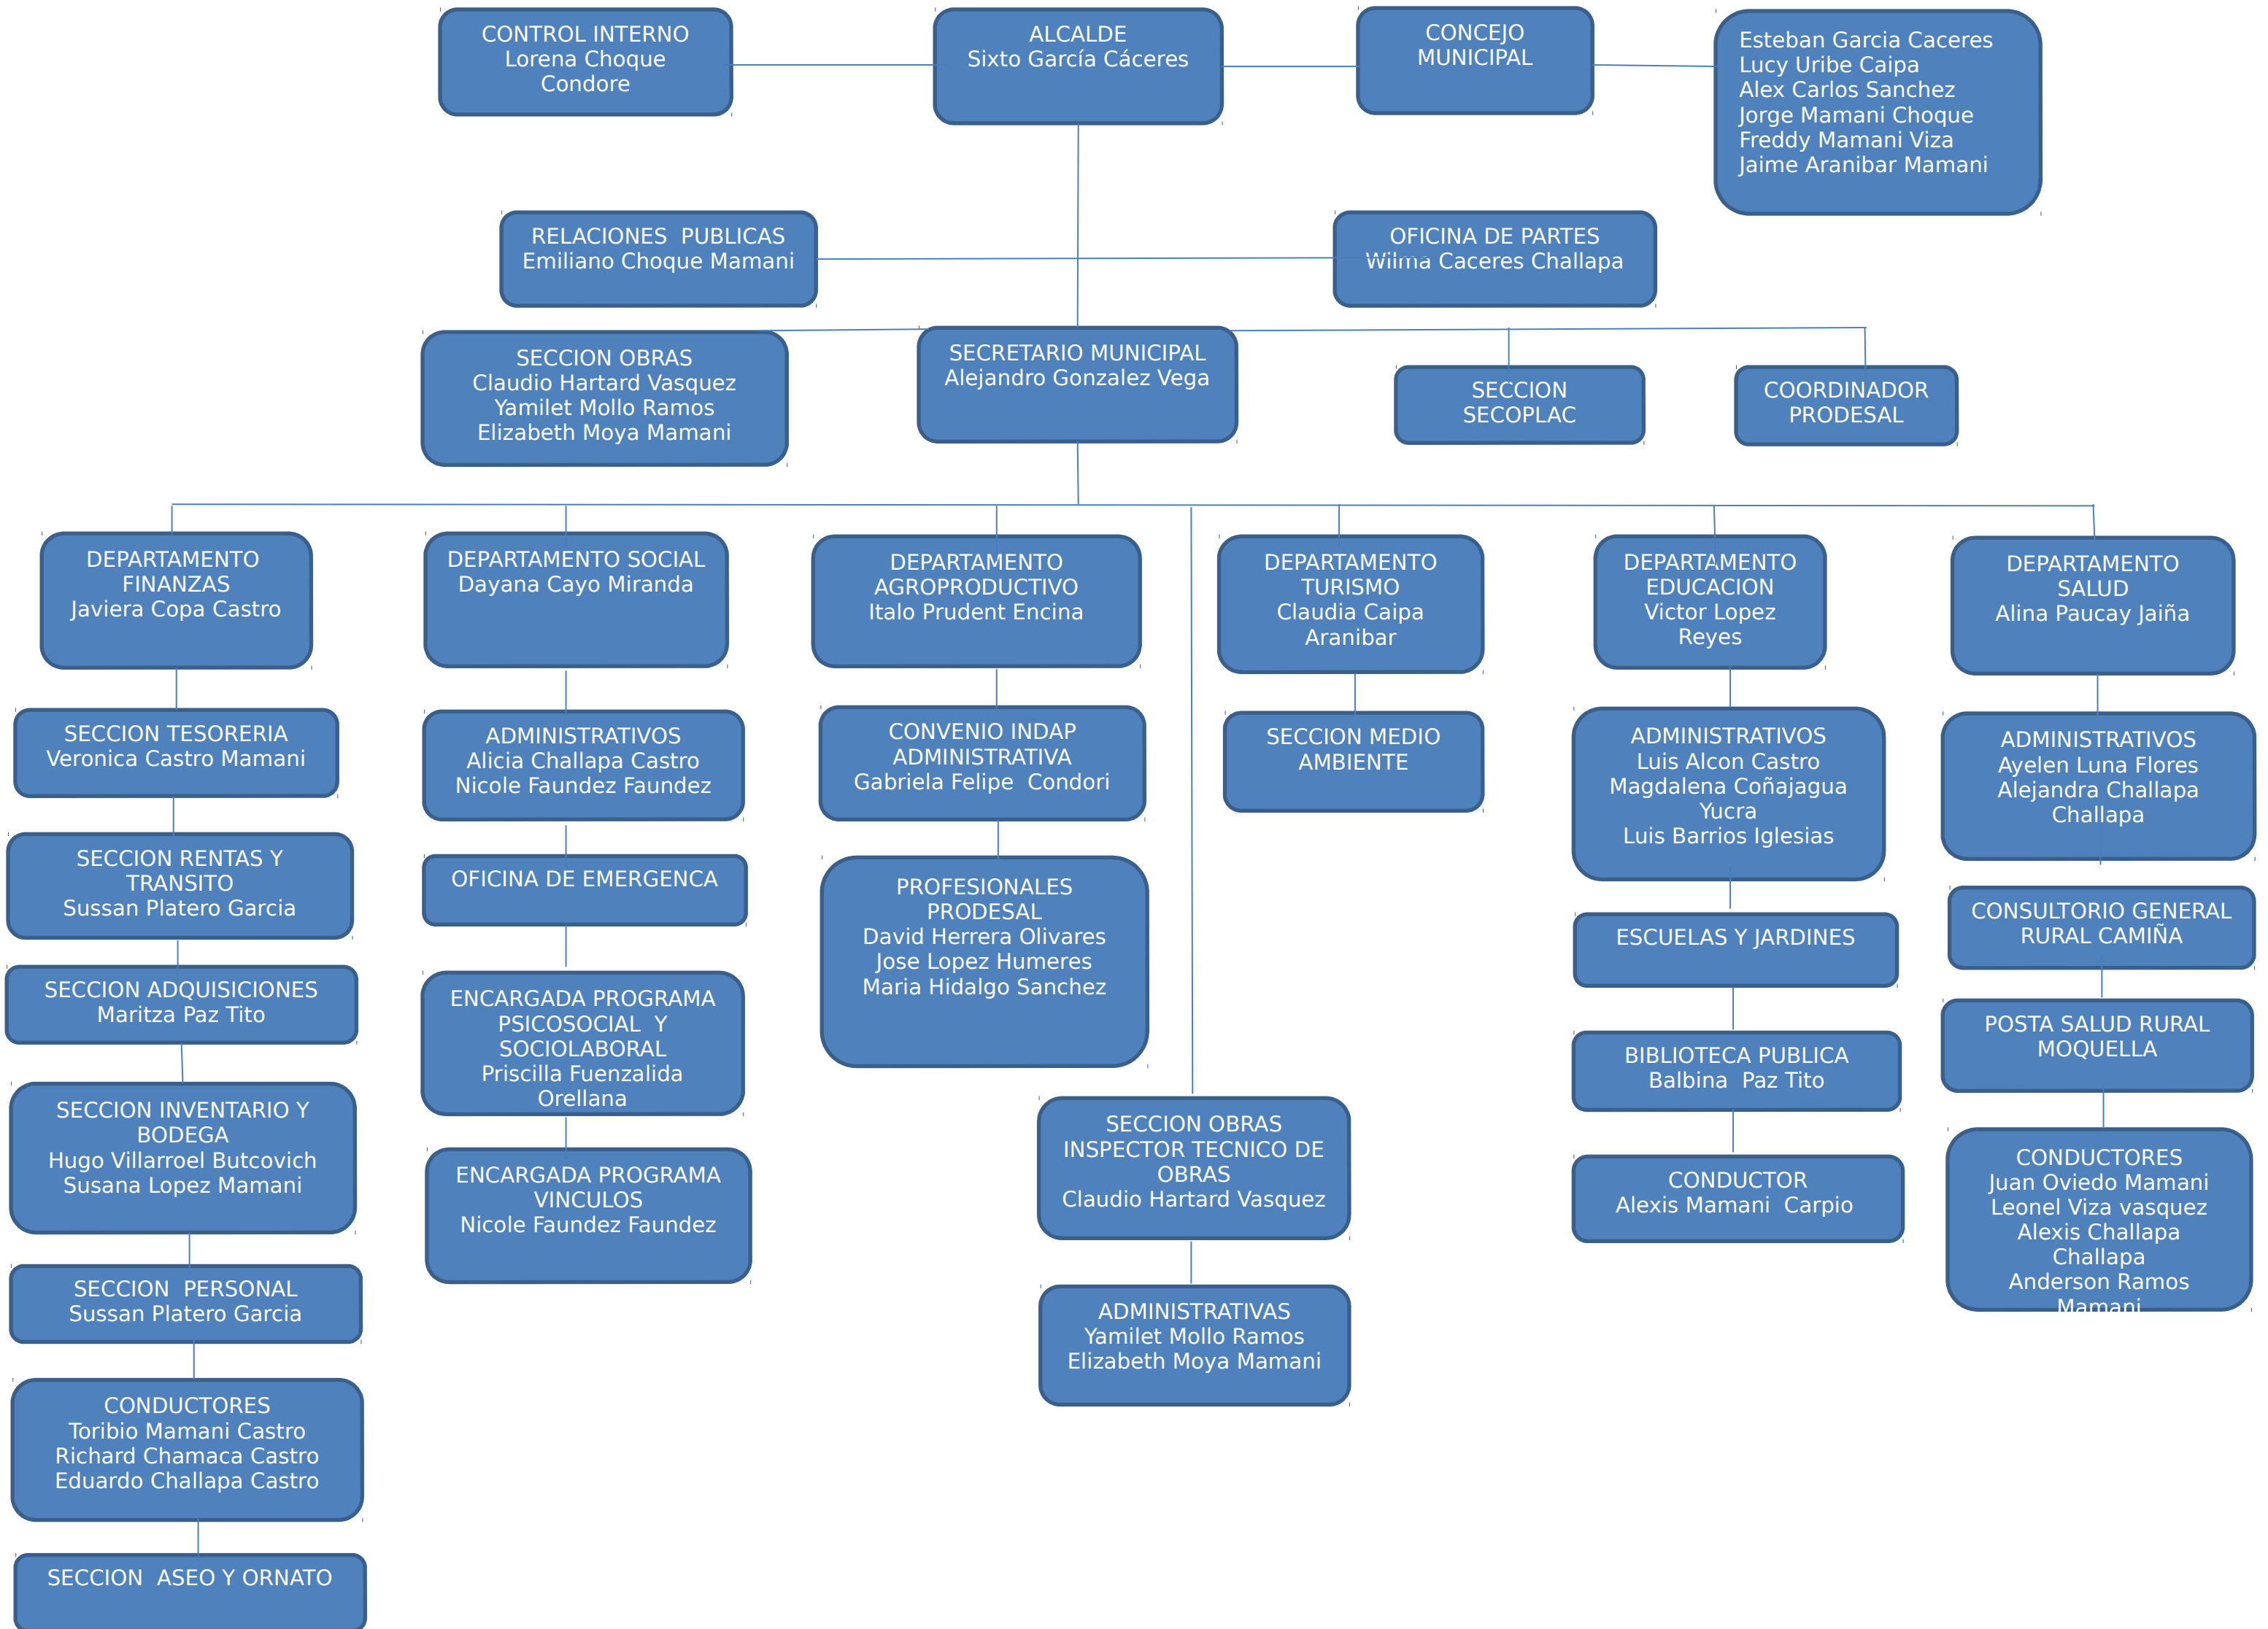 CONTROL INTERNO
Lorena Choque
Condore
ALCALDE
Sixto García Cáceres
CONCEJO
MUNICIPAL
Esteban Garcia Caceres
Lucy Uribe Caipa
Alex Carlos Sanchez
Jorge Mamani Choque
Freddy Mamani Viza
Jaime Aranibar Mamani
RELACIONES  PUBLICAS
Emiliano Choque Mamani
OFICINA DE PARTES
Wilma Caceres Challapa
SECCION OBRAS
Claudio Hartard Vasquez
Yamilet Mollo Ramos
Elizabeth Moya Mamani
SECRETARIO MUNICIPAL
Alejandro Gonzalez Vega
SECCION
SECOPLAC
COORDINADOR
PRODESAL
DEPARTAMENTO
FINANZAS
Javiera Copa Castro
DEPARTAMENTO SOCIAL
Dayana Cayo Miranda
DEPARTAMENTO
AGROPRODUCTIVO
Italo Prudent Encina
DEPARTAMENTO
TURISMO
Claudia Caipa
Aranibar
DEPARTAMENTO
EDUCACION
Victor Lopez
Reyes
DEPARTAMENTO
SALUD
Alina Paucay Jaiña
SECCION TESORERIA
Veronica Castro Mamani
ADMINISTRATIVOS
Alicia Challapa Castro
Nicole Faundez Faundez
CONVENIO INDAP
ADMINISTRATIVA
Gabriela Felipe  Condori
SECCION MEDIO
AMBIENTE
ADMINISTRATIVOS
Luis Alcon Castro
Magdalena Coñajagua
Yucra
Luis Barrios Iglesias
ADMINISTRATIVOS
Ayelen Luna Flores
Alejandra Challapa
Challapa
SECCION RENTAS Y
TRANSITO
Sussan Platero Garcia
OFICINA DE EMERGENCA
PROFESIONALES
PRODESAL
David Herrera Olivares
Jose Lopez Humeres
Maria Hidalgo Sanchez
ESCUELAS Y JARDINES
CONSULTORIO GENERAL
RURAL CAMIÑA
SECCION ADQUISICIONES
Maritza Paz Tito
ENCARGADA PROGRAMA
PSICOSOCIAL  Y
SOCIOLABORAL
Priscilla Fuenzalida
Orellana
BIBLIOTECA PUBLICA
Balbina  Paz Tito
POSTA SALUD RURAL
MOQUELLA
SECCION INVENTARIO Y
BODEGA
Hugo Villarroel Butcovich
Susana Lopez Mamani
ENCARGADA PROGRAMA
VINCULOS
Nicole Faundez Faundez
SECCION OBRAS
INSPECTOR TECNICO DE
OBRAS
Claudio Hartard Vasquez
CONDUCTOR
Alexis Mamani  Carpio
CONDUCTORES
Juan Oviedo Mamani
Leonel Viza vasquez
Alexis Challapa
Challapa
Anderson Ramos
Mamani
SECCION  PERSONAL
Sussan Platero Garcia
ADMINISTRATIVAS
Yamilet Mollo Ramos
Elizabeth Moya Mamani
CONDUCTORES
Toribio Mamani Castro
Richard Chamaca Castro
Eduardo Challapa Castro
SECCION  ASEO Y ORNATO